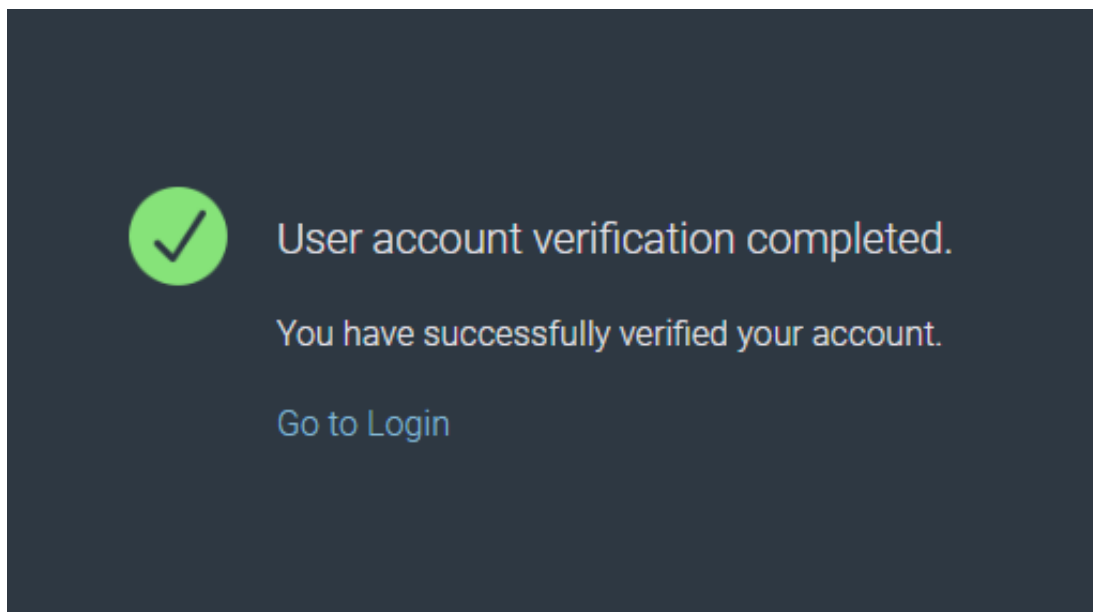 User account verification completed.
You have successfully verified your account.
Go to Login